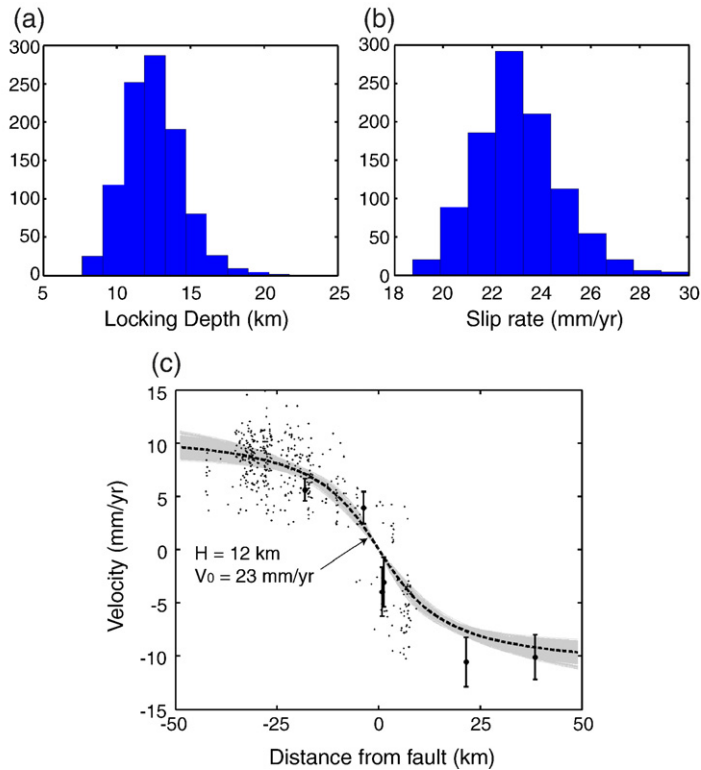 (a)
300
250
200
150
100
50
0
5 10 15 20 25
Locking Depth (km)
(b)
300
250
200
150
100
50
0
18 20 22 24 26 28 30
Slip rate (mm/yr)
(c)
15
10
5
0
-5
-10
-15
Velocity (mm/yr)
H = 12 km
V₀ = 23 mm/yr
-50 -25 0 25 50
Distance from fault (km)